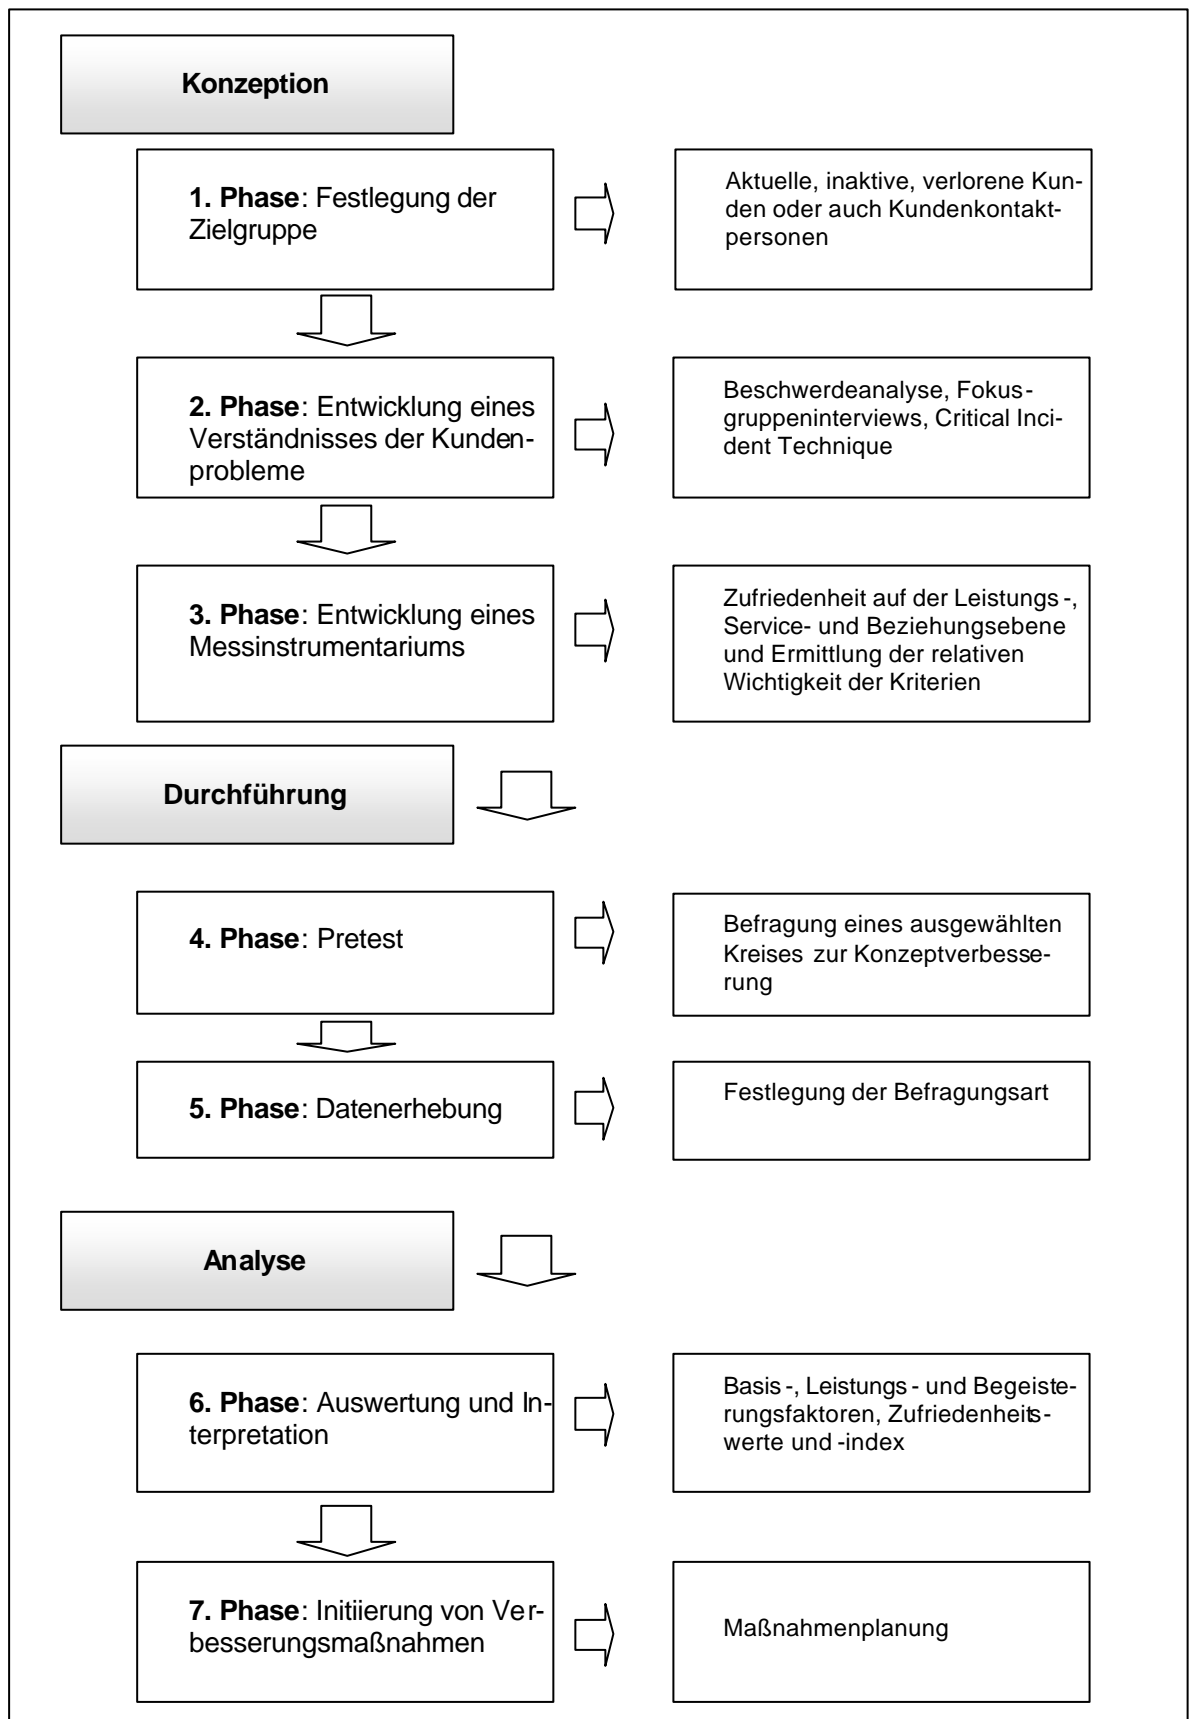 Konzeption
1. Phase: Festlegung der
Zielgruppe
Aktuelle, inaktive, verlorene Kun-
den oder auch Kundenkontakt-
personen
2. Phase: Entwicklung eines
Verständnisses der Kunden-
probleme
Beschwerdeanalyse, Fokus-
gruppeninterviews, Critical Inci-
dent Technique
3. Phase: Entwicklung eines
Messinstrumentariums
Zufriedenheit auf der Leistungs-,
Service- und Beziehungsebene
und Ermittlung der relativen
Wichtigkeit der Kriterien
Durchführung
4. Phase: Pretest
Befragung eines ausgewählten
Kreises zur Konzeptverbesse-
rung
5. Phase: Datenerhebung
Festlegung der Befragungsart
Analyse
6. Phase: Auswertung und In-
terpretation
Basis-, Leistungs- und Begeiste-
rungsfaktoren, Zufriedenheits-
werte und -index
7. Phase: Initiierung von Ver-
besserungsmaßnahmen
Maßnahmenplanung